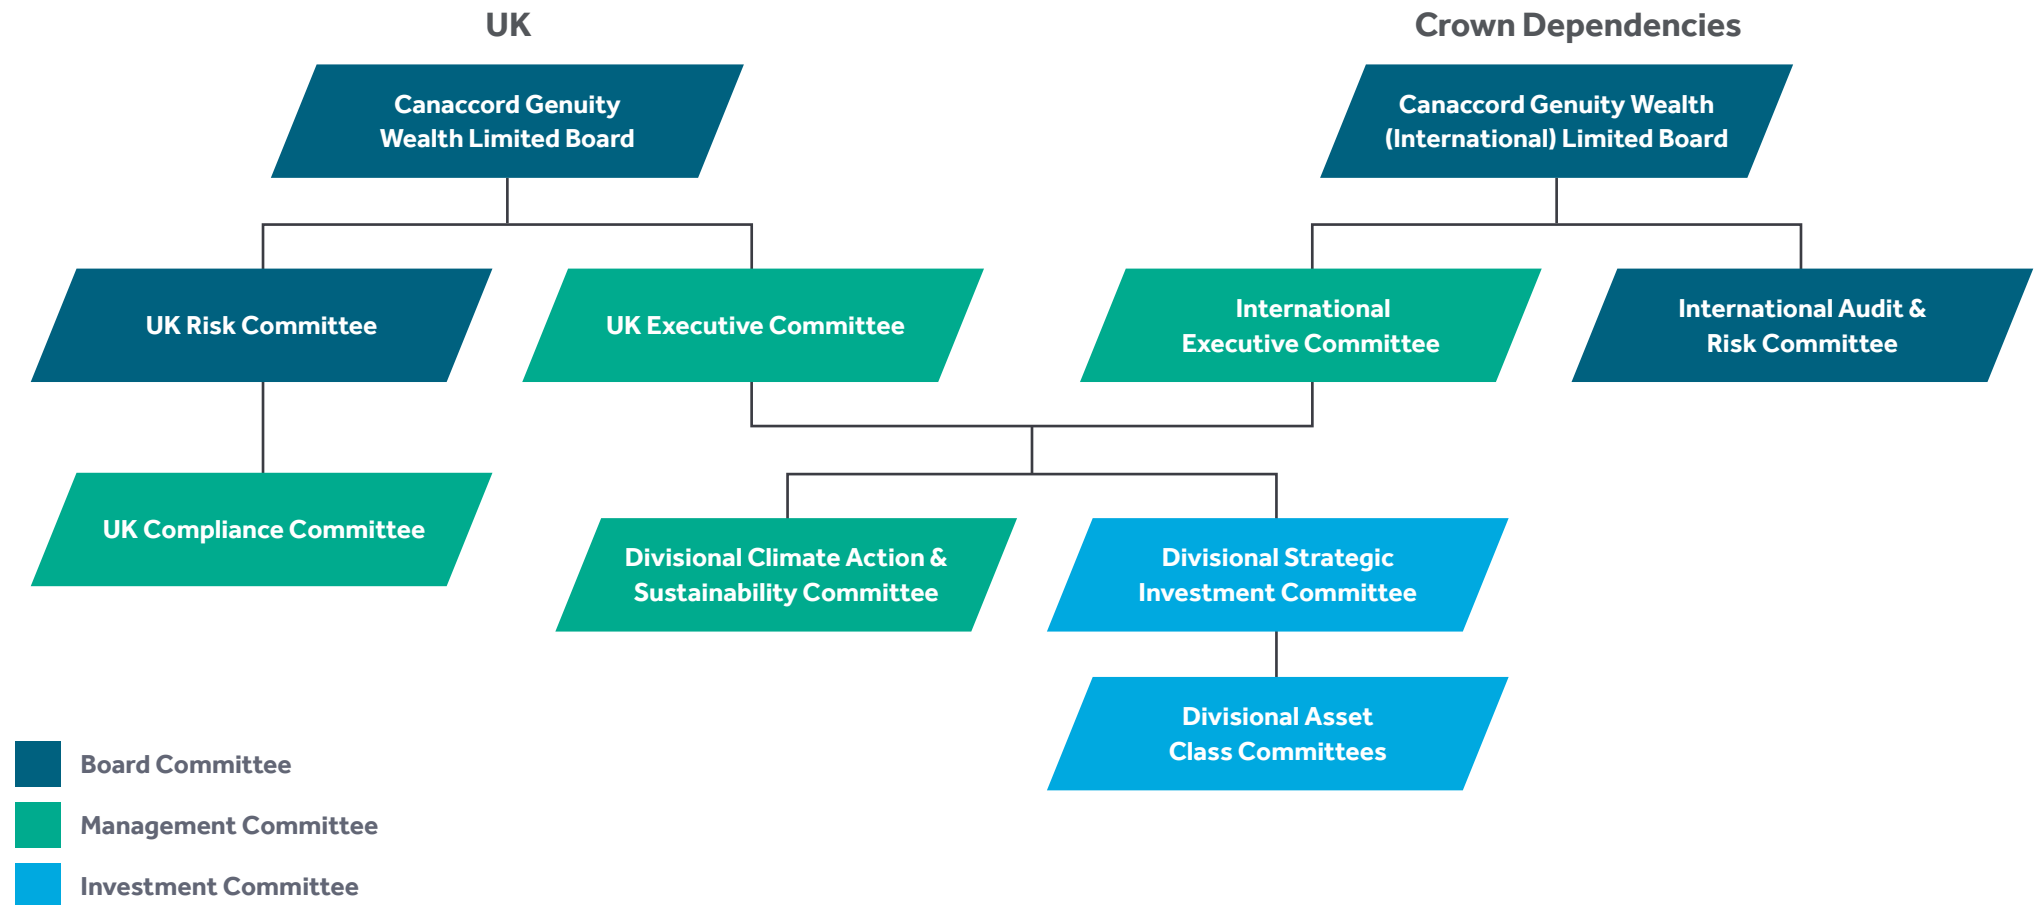 UK
Crown Dependencies
Canaccord Genuity
Wealth Limited Board
Canaccord Genuity Wealth
(International) Limited Board
UK Risk Committee
UK Executive Committee
International
Executive Committee
International Audit &
Risk Committee
UK Compliance Committee
Divisional Climate Action &
Sustainability Committee
Divisional Strategic
Investment Committee
Divisional Asset
Class Committees
Board Committee
Management Committee
Investment Committee